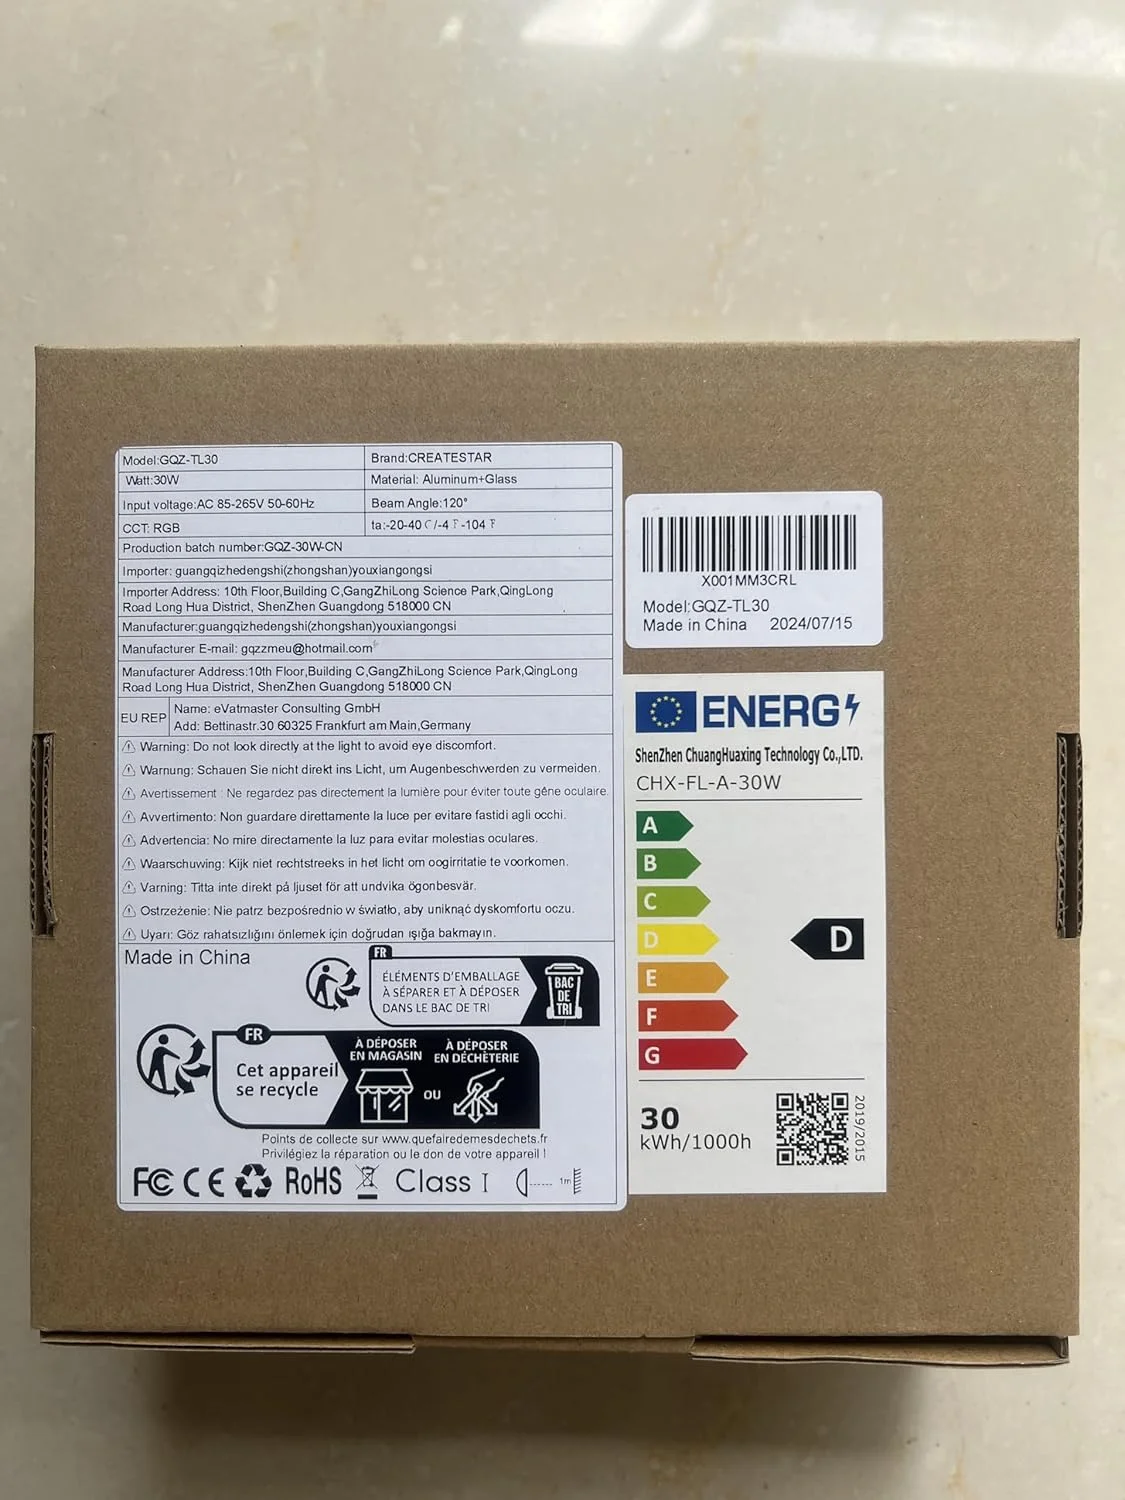 Model:GQZ-TL30
Brand:CREATESTAR
Watt:30W
Material: Aluminum+Glass
Input voltage:AC 85-265V 50-60Hz
Beam Angle:120°
CCT: RGB
ta:-20-40℃/-4℉-104℉
Production batch number:GQZ-30W-CN
Importer: guangqizhedengshi(zhongshan)youxiangongsi
Importer Address: 10th Floor,Building C,GangZhiLong Science Park,QingLong
Road Long Hua District, ShenZhen Guangdong 518000 CN
Manufacturer:guangqizhedengshi(zhongshan)youxiangongsi
Manufacturer E-mail: gqzzmeu@hotmail.com
Manufacturer Address:10th Floor,Building C,GangZhiLong Science Park,QingLong
Road Long Hua District, ShenZhen Guangdong 518000 CN
EU REP
Name: eVatmaster Consulting GmbH
Add: Bettinastr.30 60325 Frankfurt am Main,Germany
Warning: Do not look directly at the light to avoid eye discomfort.
Warnung: Schauen Sie nicht direkt ins Licht, um Augenbeschwerden zu vermeiden.
Avertissement : Ne regardez pas directement la lumière pour éviter toute gêne oculaire.
Avvertimento: Non guardare direttamente la luce per evitare fastidi agli occhi.
Advertencia: No mire directamente la luz para evitar molestias oculares.
Waarschuwing: Kijk niet rechtstreeks in het licht om oogirritatie te voorkomen.
Varning: Titta inte direkt på ljuset för att undvika ögonbesvär.
Ostrzeżenie: Nie patrz bezpośrednio w światło, aby uniknąć dyskomfortu oczu.
Uyarı: Göz rahatsızlığını önlemek için doğrudan ışığa bakmayın.
Made in China
FR
ÉLÉMENTS D'EMBALLAGE
À SÉPARER ET À DÉPOSER
DANS LE BAC DE TRI
BAC
DE
TRI
FR
Cet appareil
se recycle
À DÉPOSER
EN MAGASIN
OU
À DÉPOSER
EN DÉCHÈTERIE
Points de collecte sur www.quefairedemesdechets.fr
Privilégiez la réparation ou le don de votre appareil !
FC CE RoHS Class I 1m
X001MM3CRL
Model:GQZ-TL30
Made in China 2024/07/15
ENERG
ShenZhen ChuangHuaxing Technology Co.,LTD.
CHX-FL-A-30W
A
B
C
D
D
E
F
G
30
kWh/1000h
2019/2015